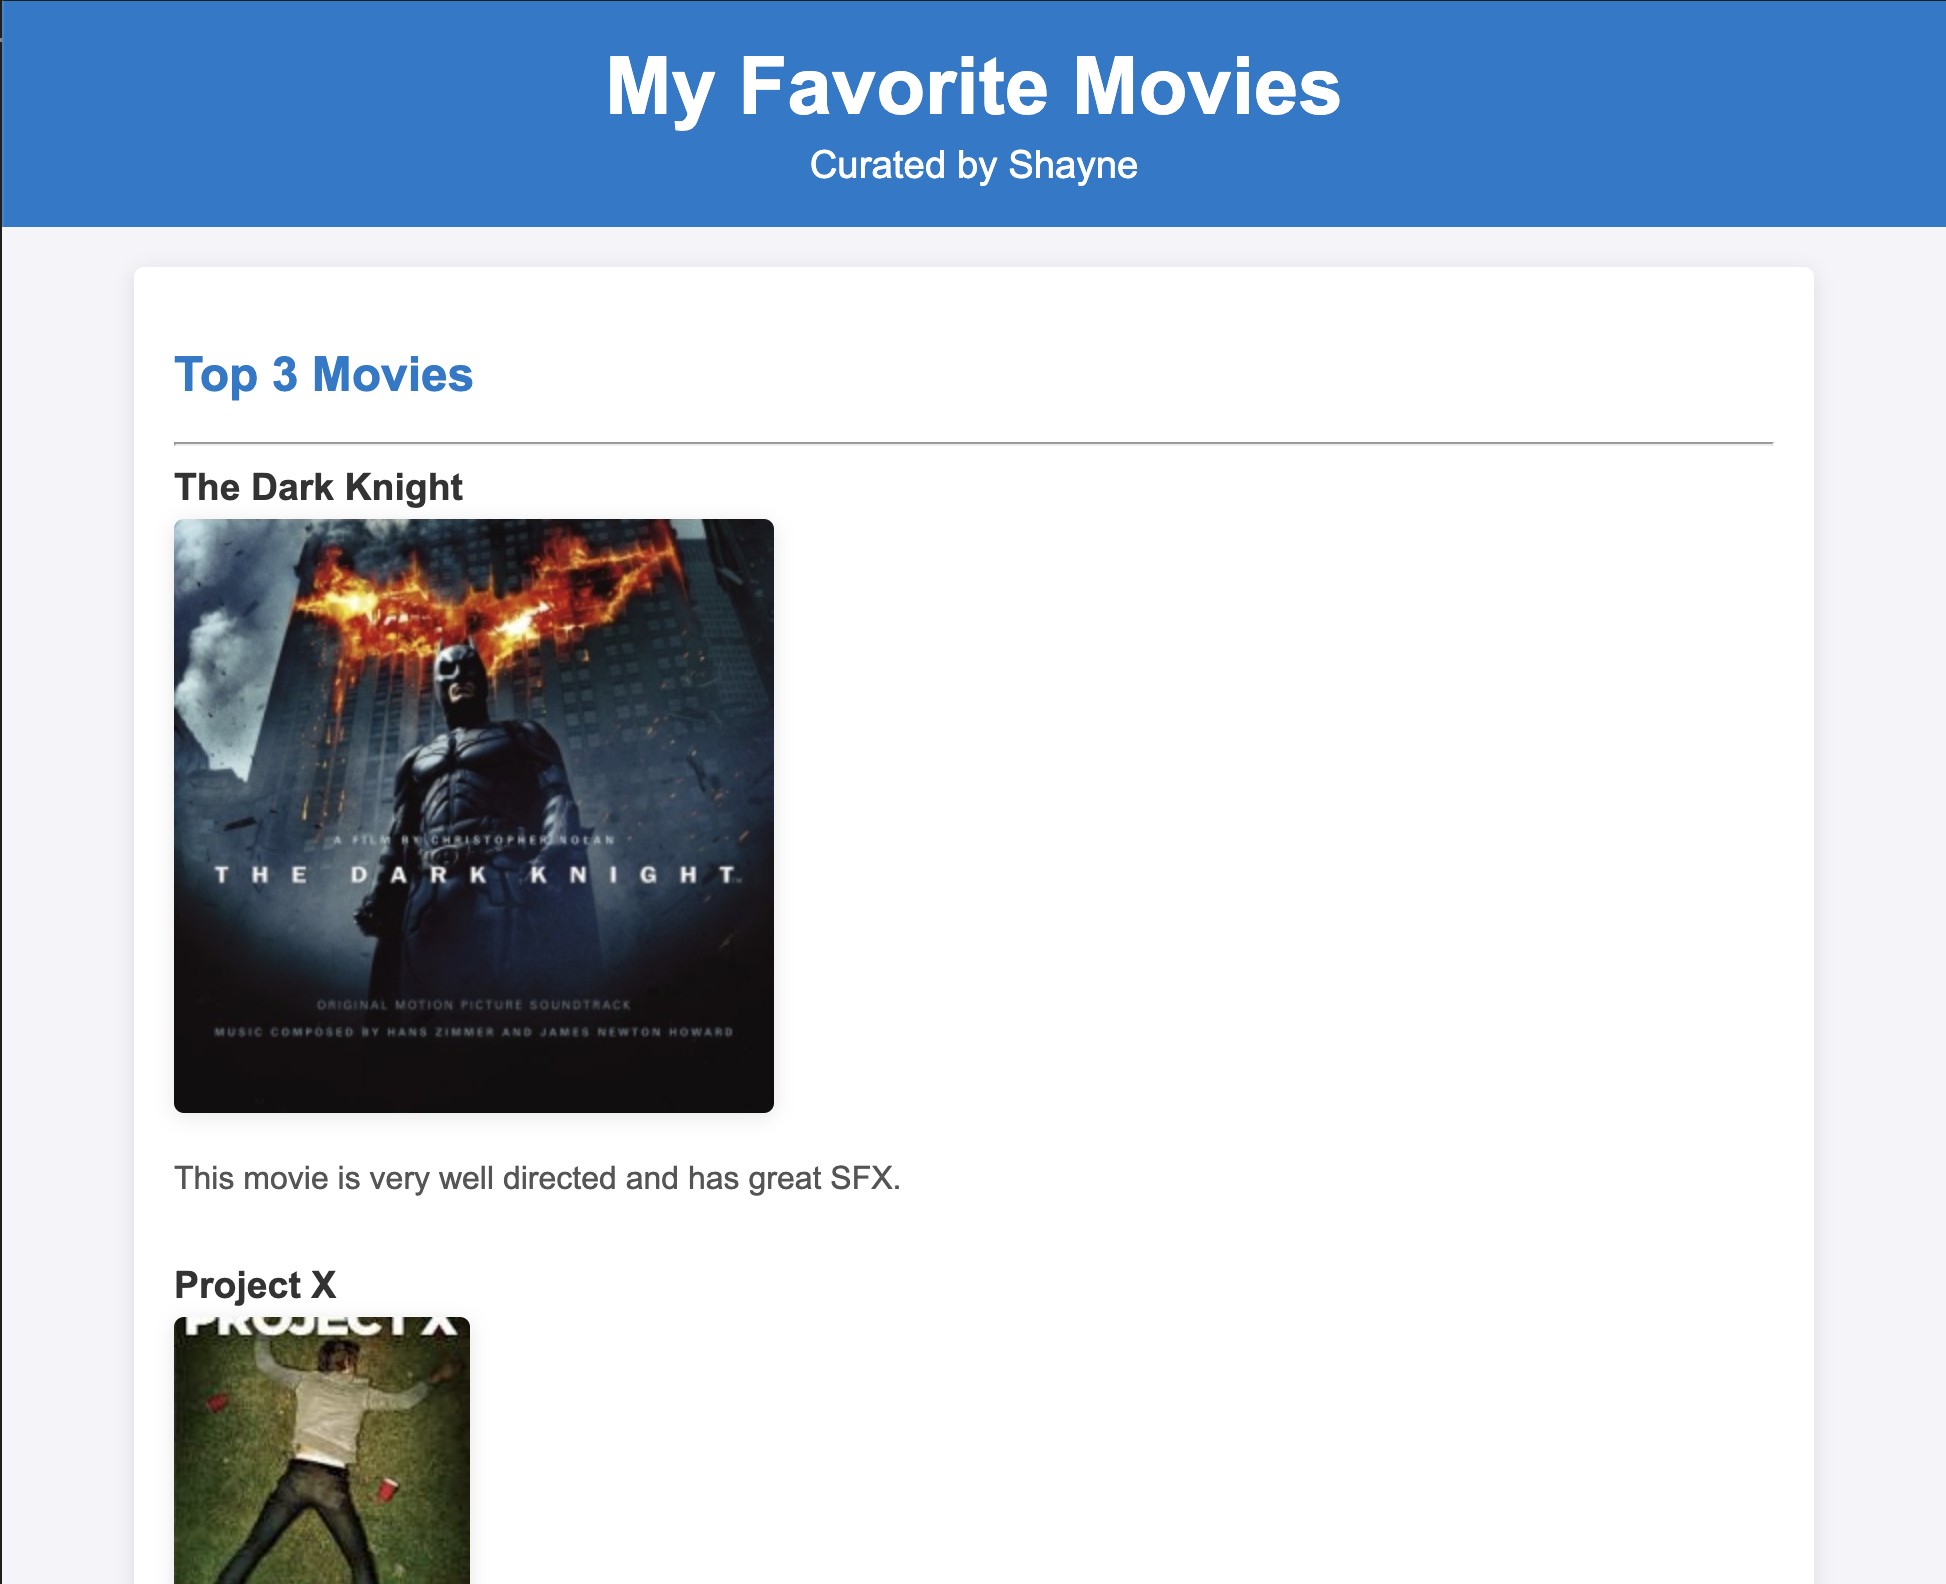 My Favorite Movies
Curated by Shayne
Top 3 Movies
The Dark Knight
A FILM BY CHRISTOPHER NOLAN
THE DARK KNIGHT™
ORIGINAL MOTION PICTURE SOUNDTRACK
MUSIC COMPOSED BY HANS ZIMMER AND JAMES NEWTON HOWARD
This movie is very well directed and has great SFX.
Project X
PROJECT X